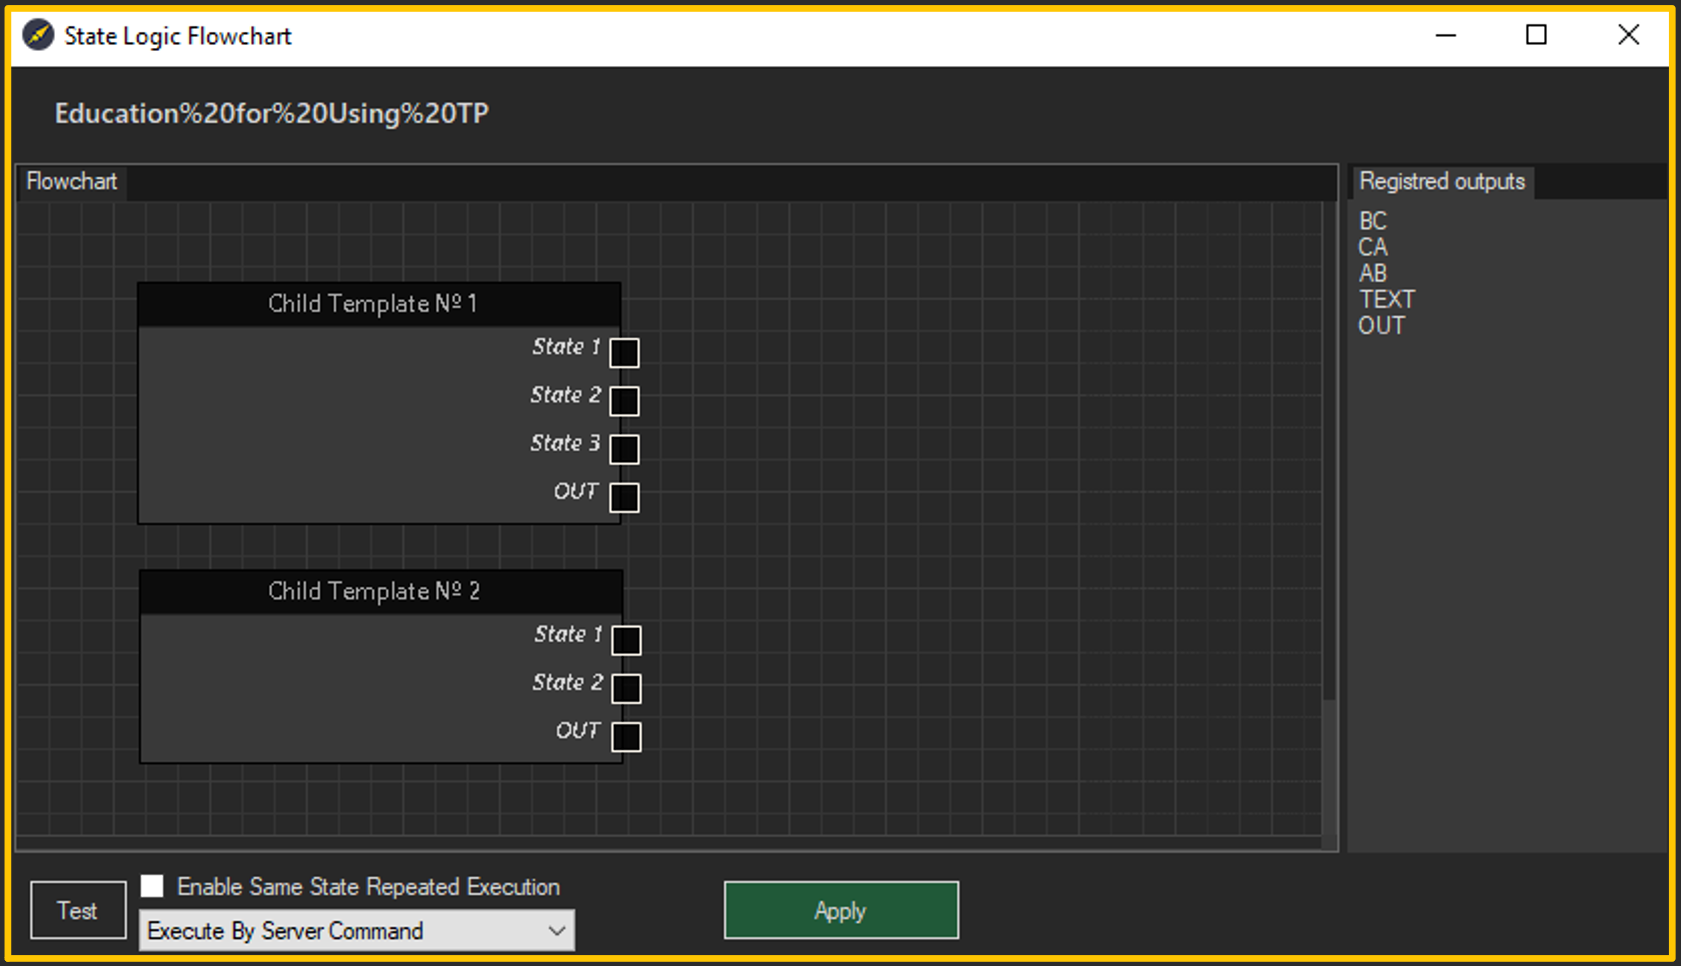 State Logic Flowchart
Education%20for%20Using%20TP
Flowchart
Child Template Nº 1
State 1
State 2
State 3
OUT
Child Template Nº 2
State 1
State 2
OUT
Registred outputs
BC
CA
AB
TEXT
OUT
Test
Enable Same State Repeated Execution
Execute By Server Command
Apply